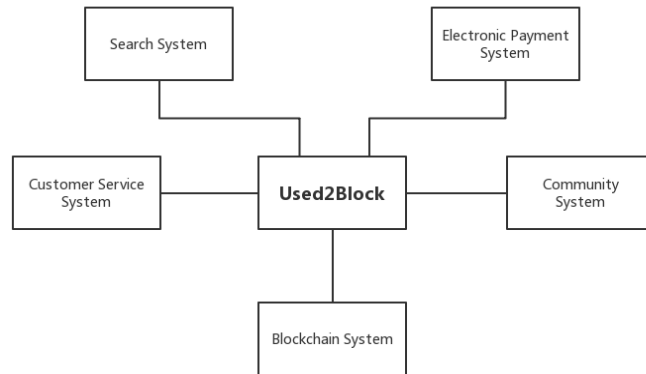 Search System
Electronic Payment
System
Customer Service
System
Used2Block
Community
System
Blockchain System